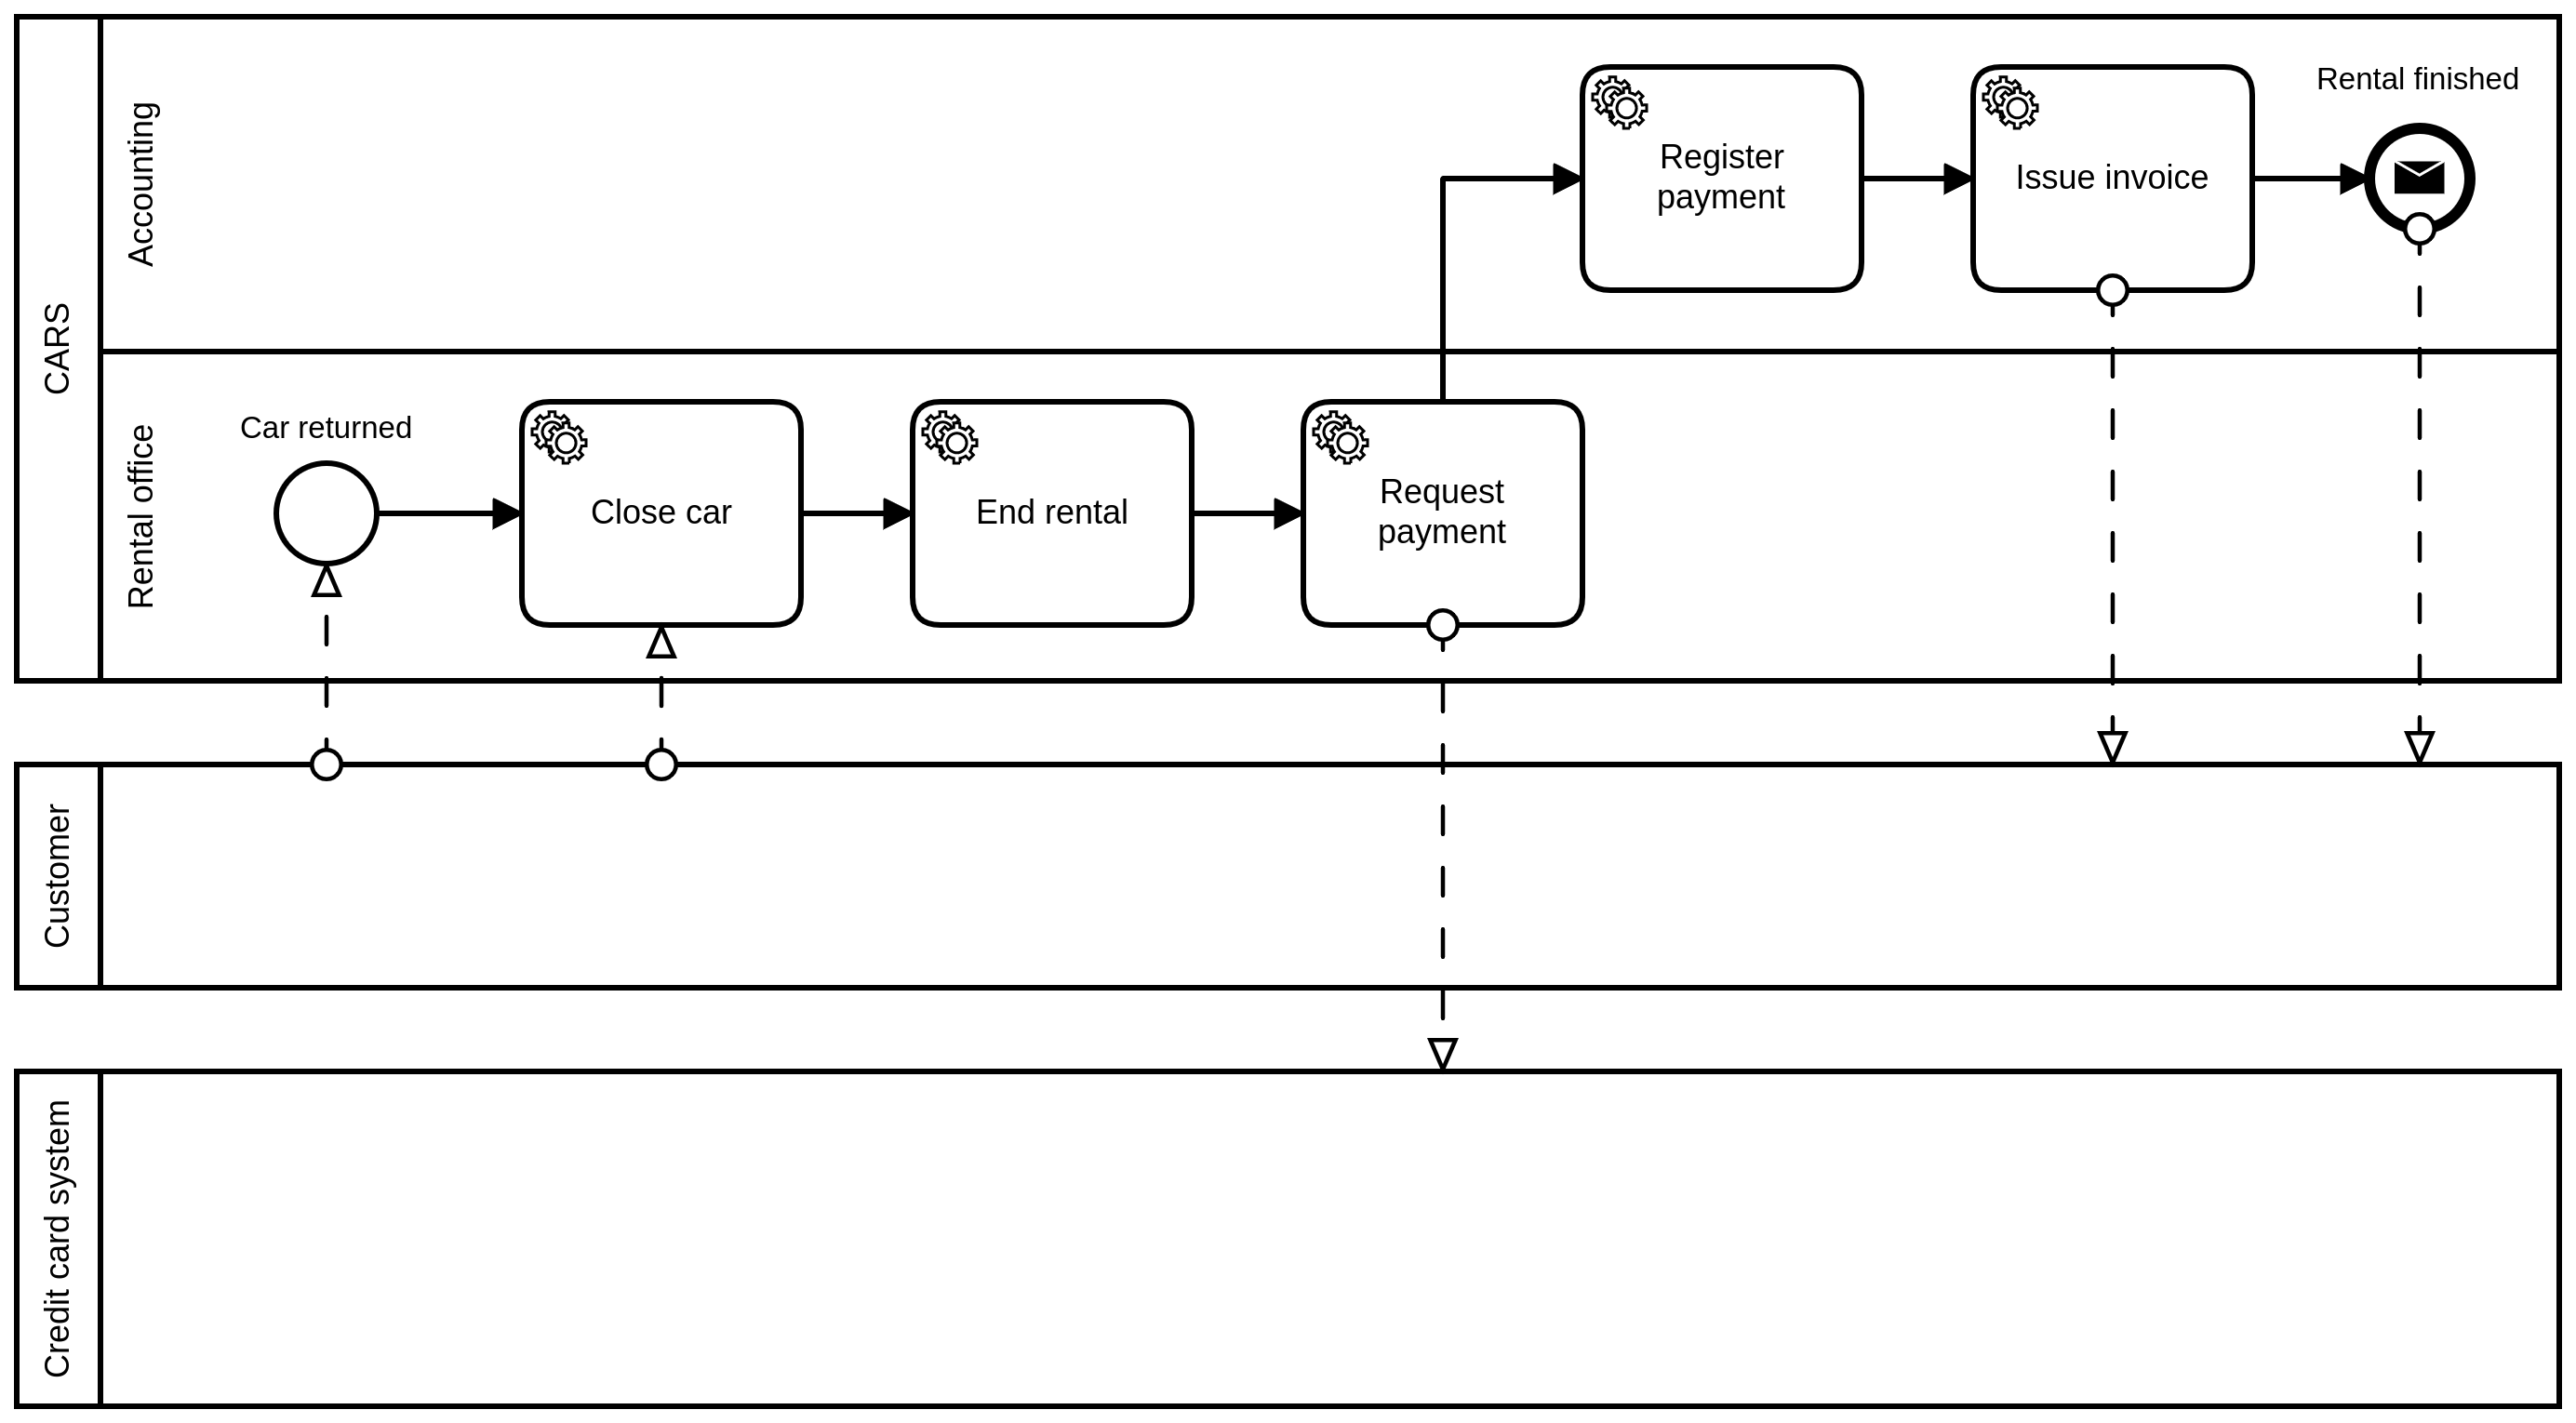 CARS
Accounting
Register
payment
Issue invoice
Rental finished
Rental office
Car returned
Close car
End rental
Request
payment
Customer
Credit card system